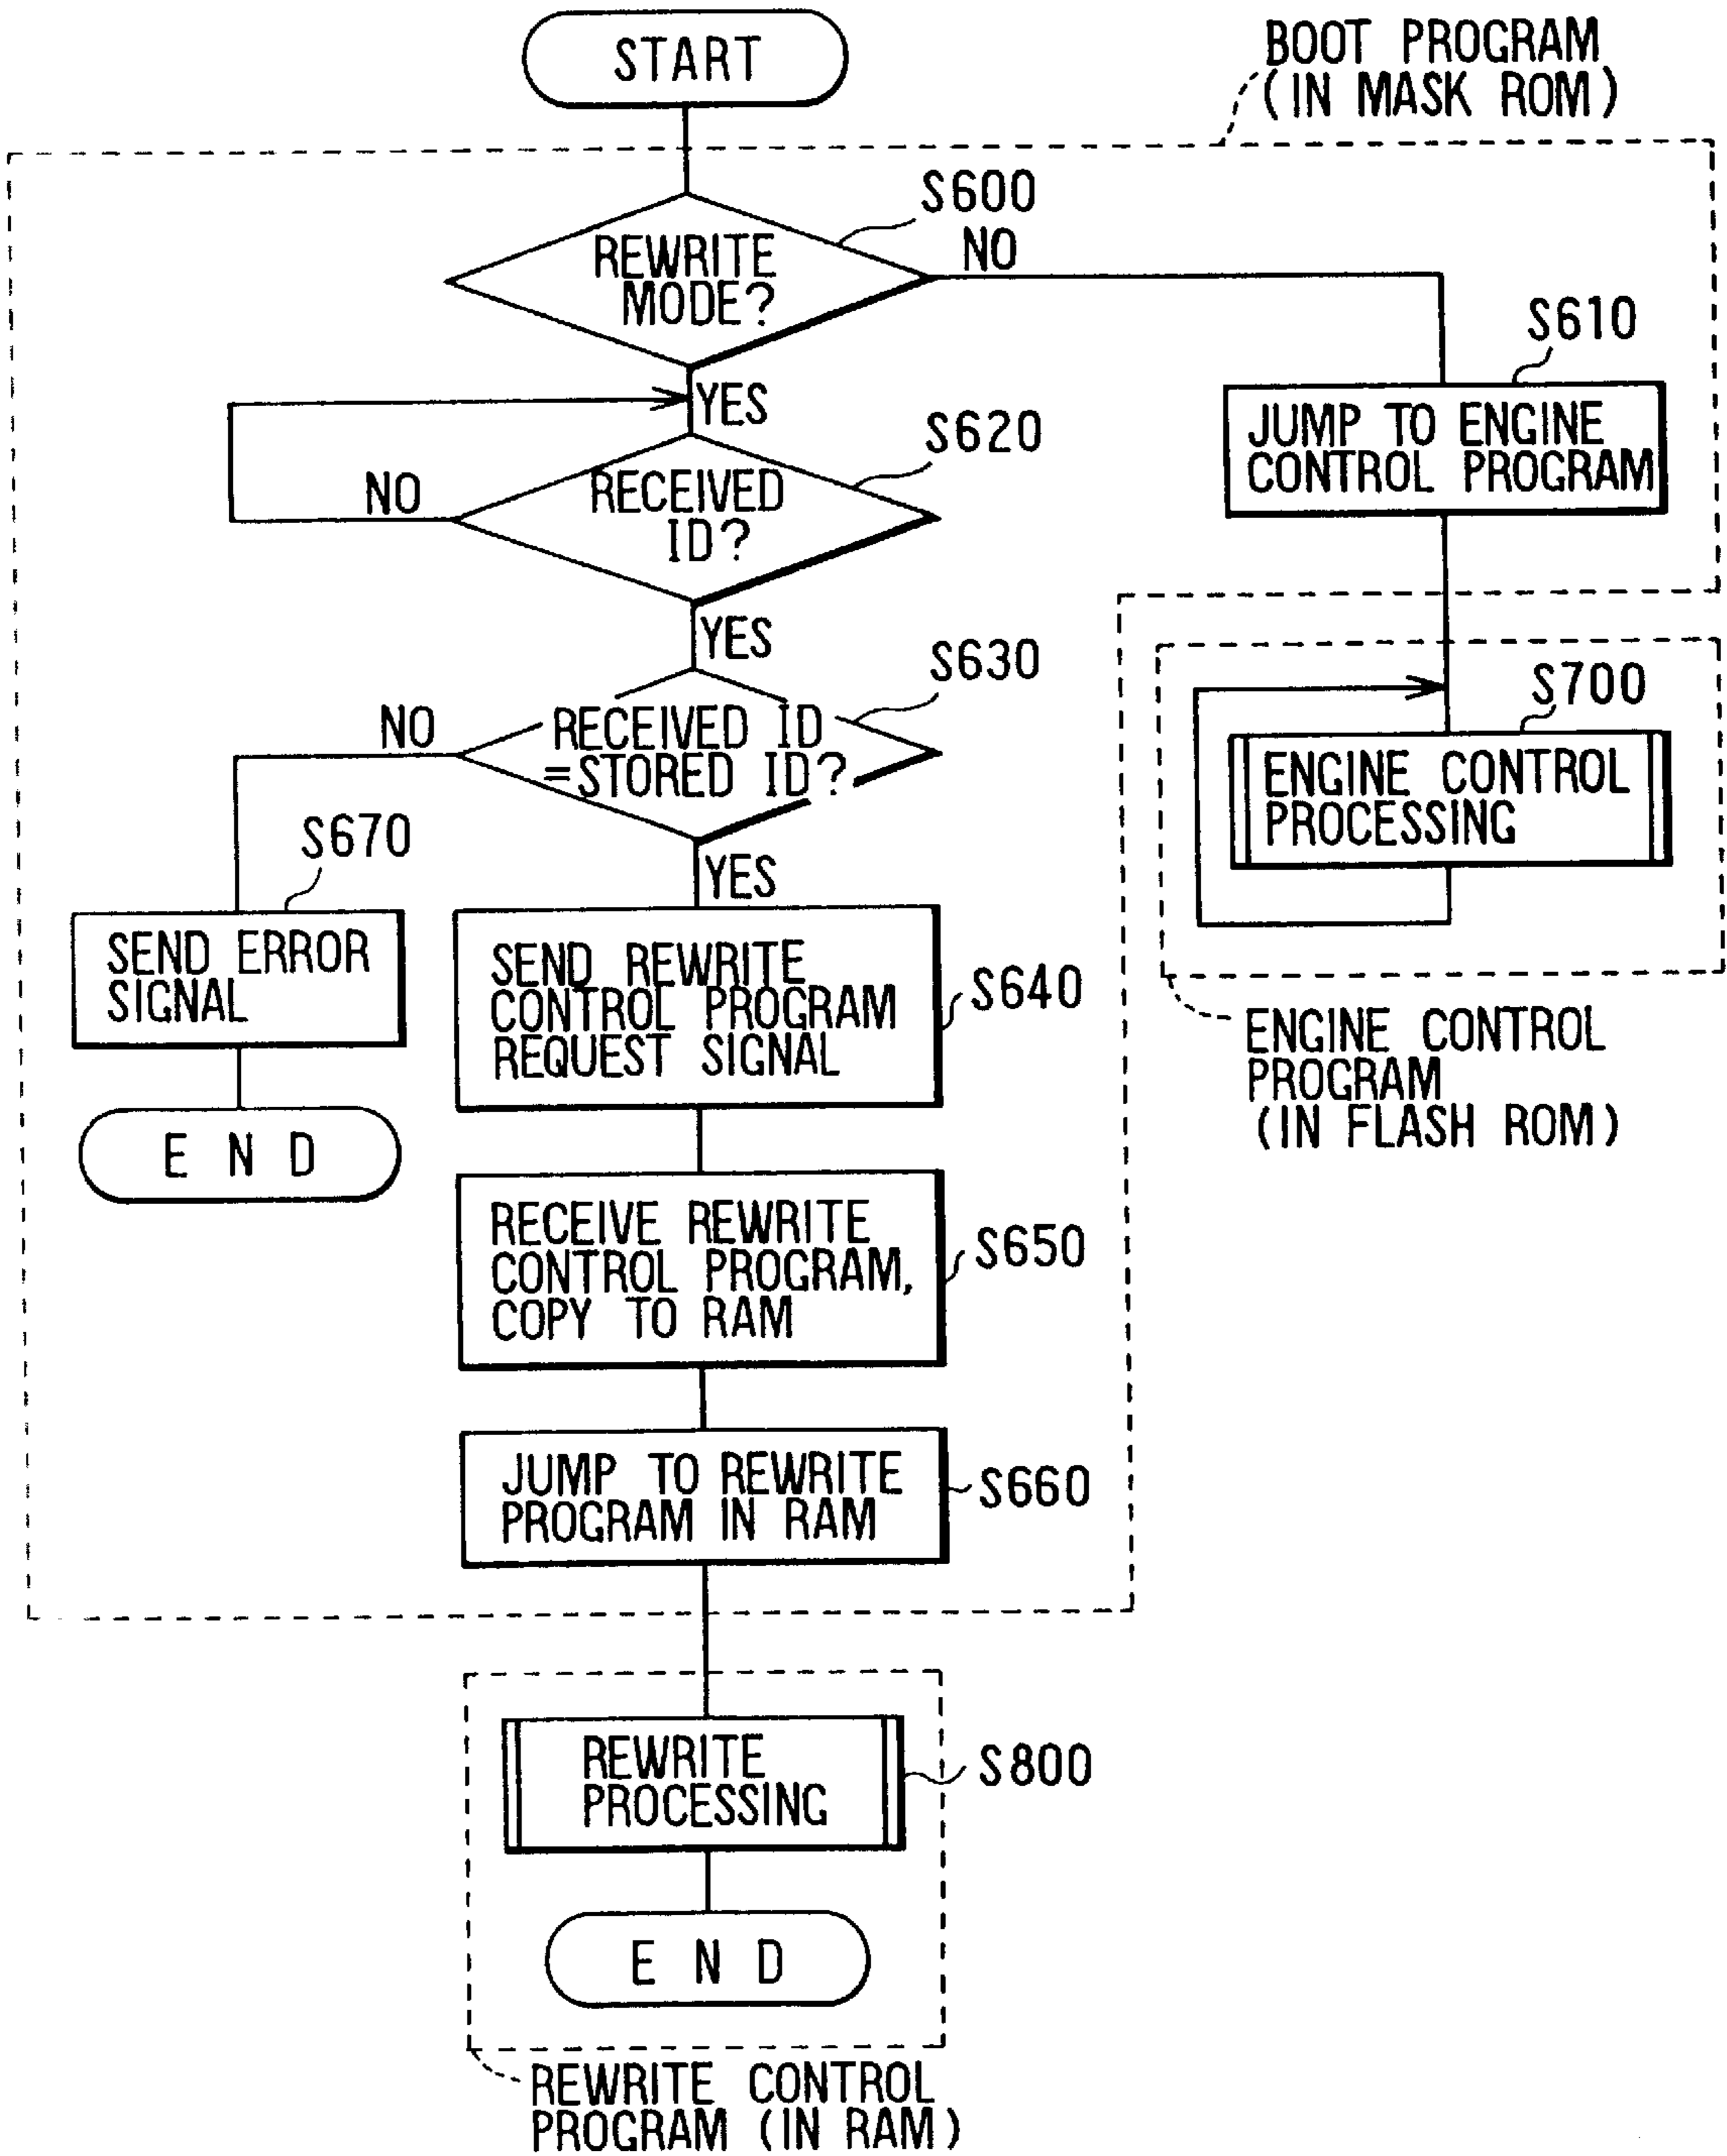 START
BOOT PROGRAM
(IN MASK ROM)
S600
REWRITE
MODE?
NO
S610
JUMP TO ENGINE
CONTROL PROGRAM
YES
S620
RECEIVED
ID?
NO
YES
S630
RECEIVED ID
=STORED ID?
NO
YES
S700
ENGINE CONTROL
PROCESSING
ENGINE CONTROL
PROGRAM
(IN FLASH ROM)
S670
SEND ERROR
SIGNAL
END
SEND REWRITE
CONTROL PROGRAM
REQUEST SIGNAL
S640
RECEIVE REWRITE
CONTROL PROGRAM,
COPY TO RAM
S650
JUMP TO REWRITE
PROGRAM IN RAM
S660
REWRITE
PROCESSING
S800
END
REWRITE CONTROL
PROGRAM (IN RAM)